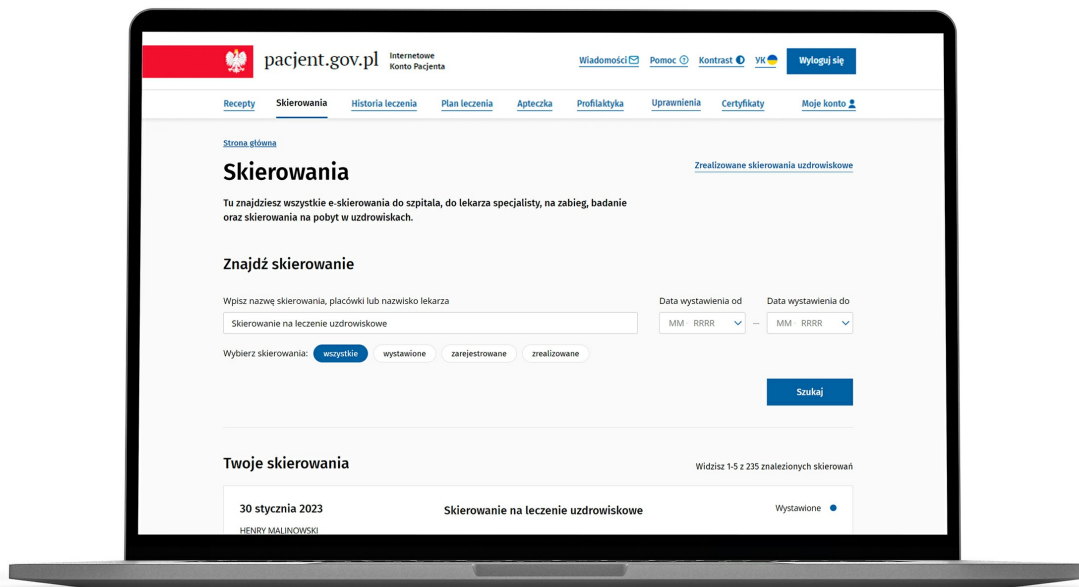 pacjent.gov.pl
Internetowe
Konto Pacjenta
Wiadomości Pomoc Kontrast УК Wyloguj się
Recepty Skierowania Historia leczenia Plan leczenia Apteczka Profilaktyka Uprawnienia Certyfikaty Moje konto
Strona główna
Skierowania
Zrealizowane skierowania uzdrowiskowe
Tu znajdziesz wszystkie e-skierowania do szpitala, do lekarza specjalisty, na zabieg, badanie
oraz skierowania na pobyt w uzdrowiskach.
Znajdź skierowanie
Wpisz nazwę skierowania, placówki lub nazwisko lekarza Data wystawienia od Data wystawienia do
Skierowanie na leczenie uzdrowiskowe MM - RRRR – MM - RRRR
Wybierz skierowania: wszystkie wystawione zarejestrowane zrealizowane
Szukaj
Twoje skierowania Widzisz 1-5 z 235 znalezionych skierowań
30 stycznia 2023 Skierowanie na leczenie uzdrowiskowe Wystawione
HENRY MALINOWSKI